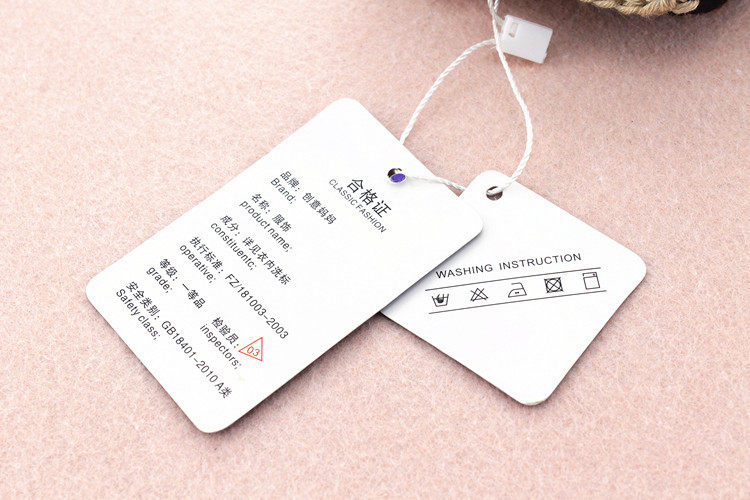 合格证
CLASSIC FASHION
品牌：创意妈妈
Brand:
名称：服饰
product name:
成分：详见衣内洗标
constituentc:
执行标准：FZ/181003-2003
operative:
等级：一等品
grade:
检验员：
inspectors:
03
安全类别：GB18401-2010 A类
Safety class:
WASHING INSTRUCTION